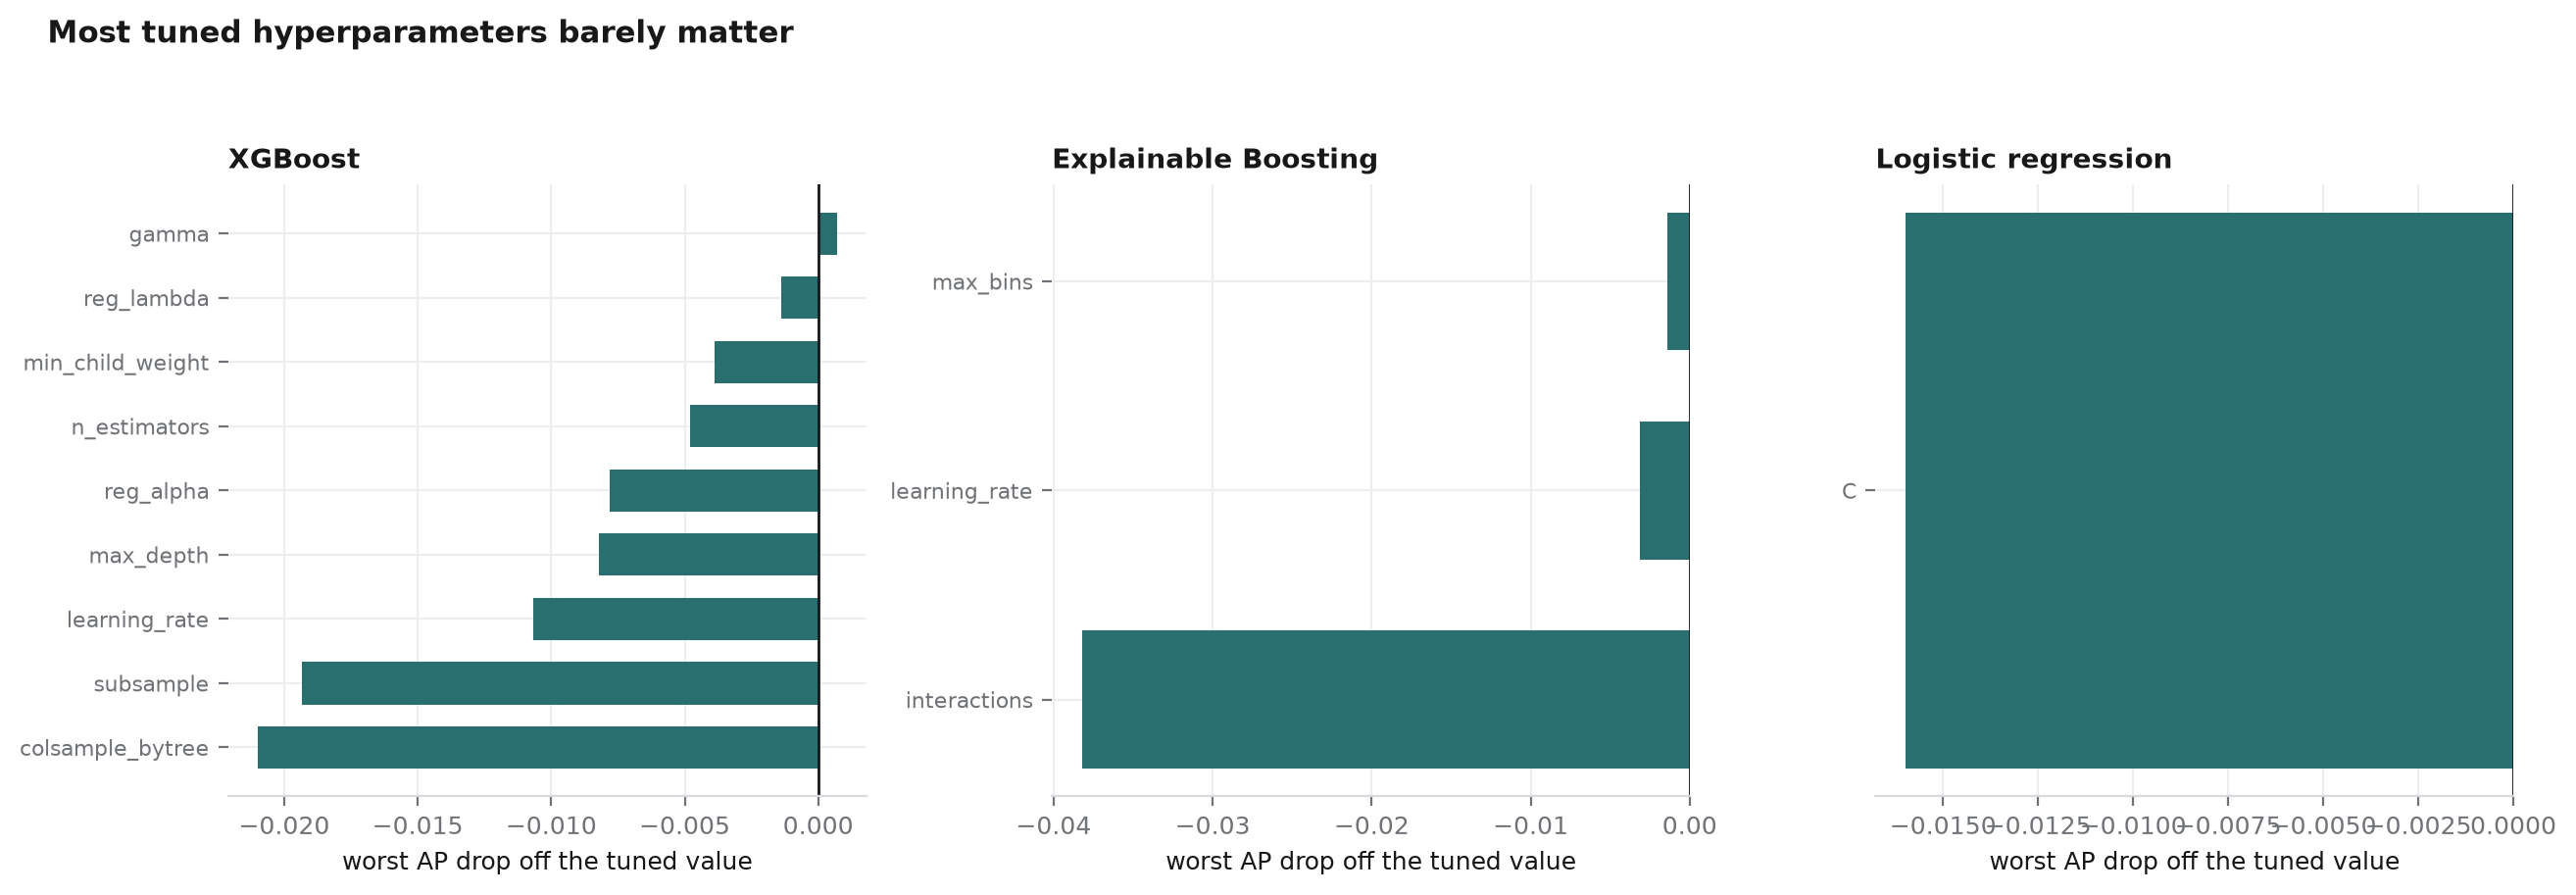 Most tuned hyperparameters barely matter
XGBoost
gamma
reg_lambda
min_child_weight
n_estimators
reg_alpha
max_depth
learning_rate
subsample
colsample_bytree
−0.020 −0.015 −0.010 −0.005 0.000
worst AP drop off the tuned value
Explainable Boosting
max_bins
learning_rate
interactions
−0.04 −0.03 −0.02 −0.01 0.00
worst AP drop off the tuned value
Logistic regression
C
−0.0150 −0.0125 −0.0100 −0.0075 −0.0050 −0.0025 0.0000
worst AP drop off the tuned value